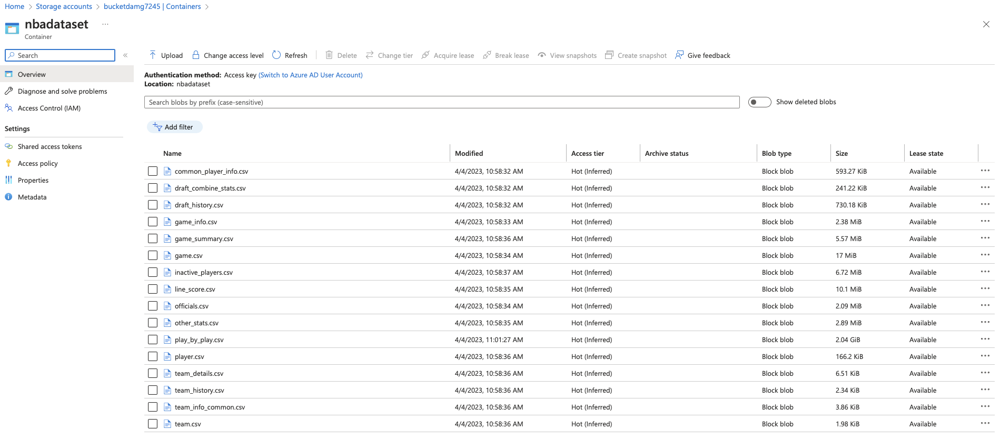 Home > Storage accounts > bucketdamg7245 | Containers >
nbadataset ...
Container
Search «
Overview
Diagnose and solve problems
Access Control (IAM)
Settings
Shared access tokens
Access policy
Properties
Metadata
Upload Change access level Refresh Delete Change tier Acquire lease Break lease View snapshots Create snapshot Give feedback
Authentication method: Access key (Switch to Azure AD User Account)
Location: nbadataset
Search blobs by prefix (case-sensitive) Show deleted blobs
Add filter
Name Modified Access tier Archive status Blob type Size Lease state
common_player_info.csv 4/4/2023, 10:58:32 AM Hot (Inferred) Block blob 593.27 KiB Available ...
draft_combine_stats.csv 4/4/2023, 10:58:32 AM Hot (Inferred) Block blob 241.22 KiB Available ...
draft_history.csv 4/4/2023, 10:58:32 AM Hot (Inferred) Block blob 730.18 KiB Available ...
game_info.csv 4/4/2023, 10:58:33 AM Hot (Inferred) Block blob 2.38 MiB Available ...
game_summary.csv 4/4/2023, 10:58:36 AM Hot (Inferred) Block blob 5.57 MiB Available ...
game.csv 4/4/2023, 10:58:34 AM Hot (Inferred) Block blob 17 MiB Available ...
inactive_players.csv 4/4/2023, 10:58:37 AM Hot (Inferred) Block blob 6.72 MiB Available ...
line_score.csv 4/4/2023, 10:58:35 AM Hot (Inferred) Block blob 10.1 MiB Available ...
officials.csv 4/4/2023, 10:58:34 AM Hot (Inferred) Block blob 2.09 MiB Available ...
other_stats.csv 4/4/2023, 10:58:35 AM Hot (Inferred) Block blob 2.89 MiB Available ...
play_by_play.csv 4/4/2023, 11:01:27 AM Hot (Inferred) Block blob 2.04 GiB Available ...
player.csv 4/4/2023, 10:58:36 AM Hot (Inferred) Block blob 166.2 KiB Available ...
team_details.csv 4/4/2023, 10:58:36 AM Hot (Inferred) Block blob 6.51 KiB Available ...
team_history.csv 4/4/2023, 10:58:36 AM Hot (Inferred) Block blob 2.34 KiB Available ...
team_info_common.csv 4/4/2023, 10:58:36 AM Hot (Inferred) Block blob 3.86 KiB Available ...
team.csv 4/4/2023, 10:58:36 AM Hot (Inferred) Block blob 1.98 KiB Available ...